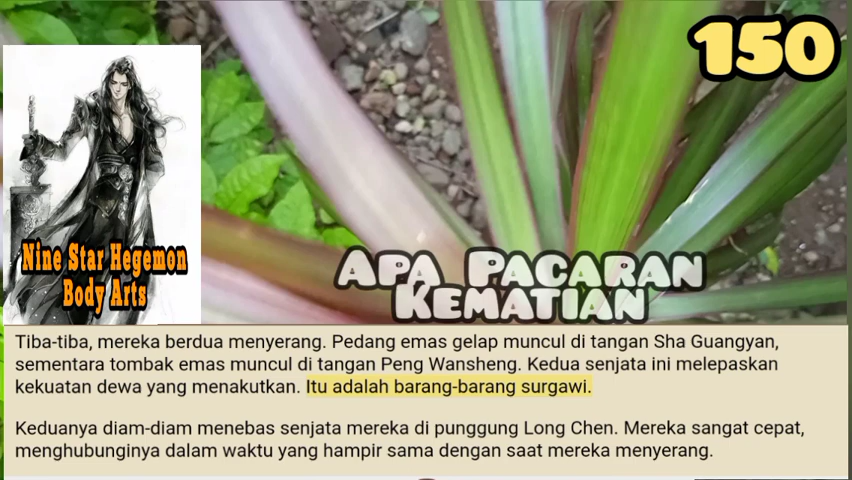 150
Nine Star Hegemon
Body Arts
APA PACARAN
KEMATIAN
Tiba-tiba, mereka berdua menyerang. Pedang emas gelap muncul di tangan Sha Guangyan,
sementara tombak emas muncul di tangan Peng Wansheng. Kedua senjata ini melepaskan
kekuatan dewa yang menakutkan. Itu adalah barang-barang surgawi.
Keduanya diam-diam menebas senjata mereka di punggung Long Chen. Mereka sangat cepat,
menghubunginya dalam waktu yang hampir sama dengan saat mereka menyerang.